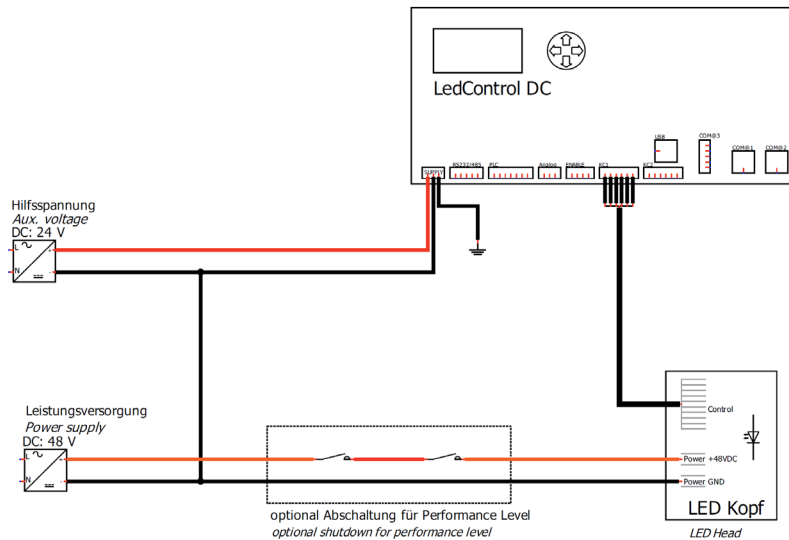 LedControl DC
USB
COM@3
COM@1
COM@2
SUPPLY
RS232/485
PLC
Analog
ENABLE
KC1
KC2
Hilfsspannung
Aux. voltage
DC: 24 V
L
N
Leistungsversorgung
Power supply
DC: 48 V
L
N
Control
Power +48VDC
Power GND
LED Kopf
LED Head
optional Abschaltung für Performance Level
optional shutdown for performance level